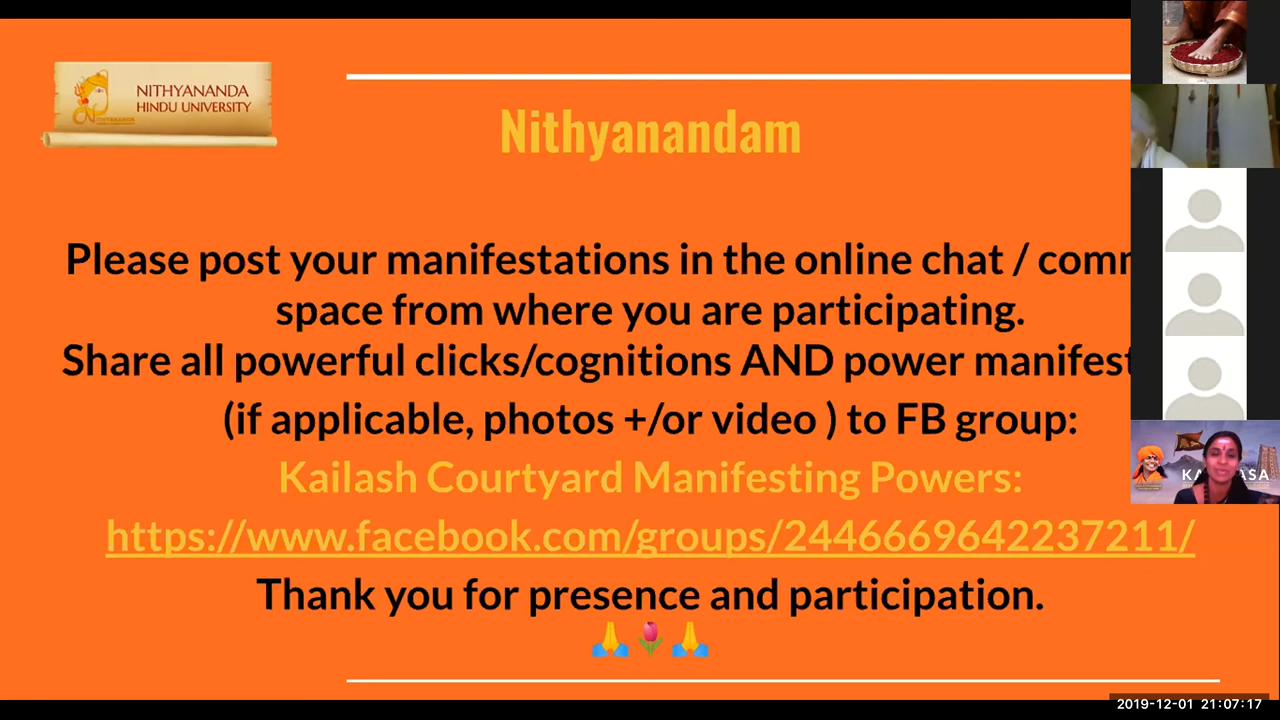 NITHYANANDA
HINDU UNIVERSITY
Nithyanandam
Please post your manifestations in the online chat / comm
space from where you are participating.
Share all powerful clicks/cognitions AND power manifest
(if applicable, photos +/or video ) to FB group:
Kailash Courtyard Manifesting Powers:
https://www.facebook.com/groups/2446669642237211/
Thank you for presence and participation.
🙏🌷🙏
2019-12-01 21:07:17